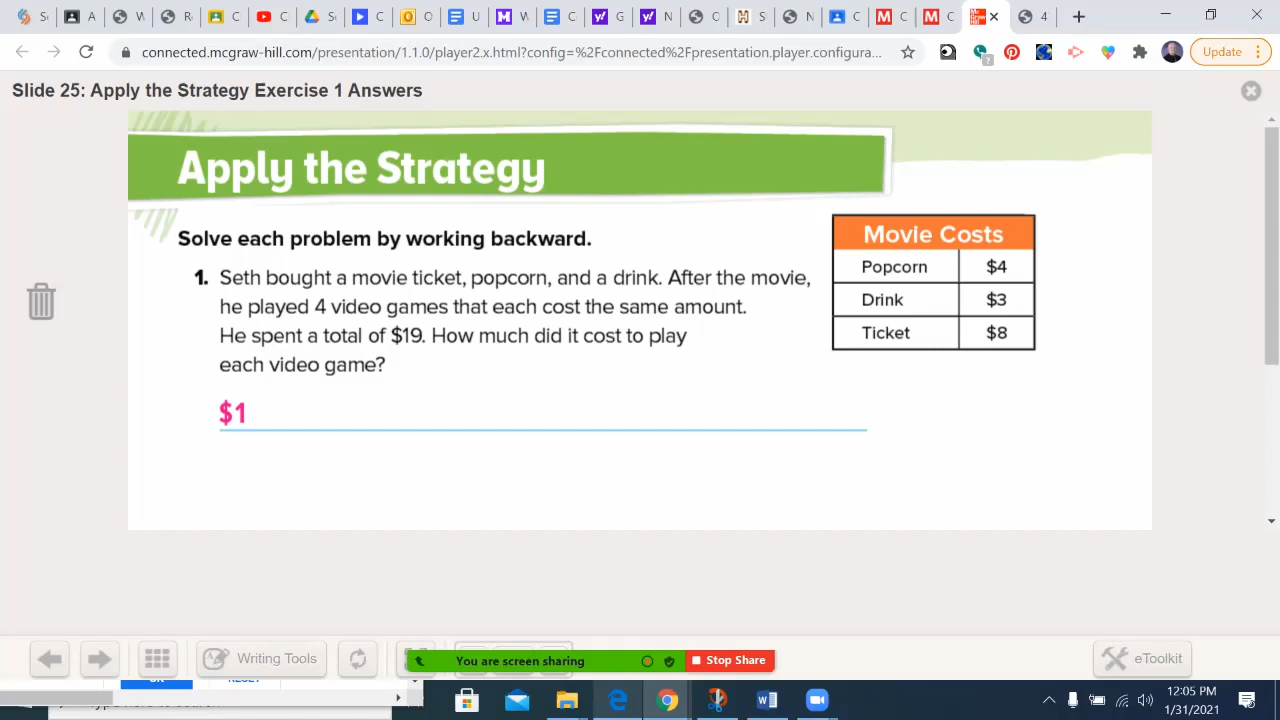 S
C
W
Re
C
C
S
C
O
U
W
C
G
N
C
S
N
C
C
C
4
connected.mcgraw-hill.com/presentation/1.1.0/player2.x.html?config=%2Fconnected%2Fpresentation.player.configura...
?
Update
Slide 25: Apply the Strategy Exercise 1 Answers
Apply the Strategy
Solve each problem by working backward.
1. Seth bought a movie ticket, popcorn, and a drink. After the movie,
he played 4 video games that each cost the same amount.
He spent a total of $19. How much did it cost to play
each video game?
$1
Movie Costs
Popcorn $4
Drink $3
Ticket $8
Writing Tools
You are screen sharing
Stop Share
eToolkit
12:05 PM
1/31/2021